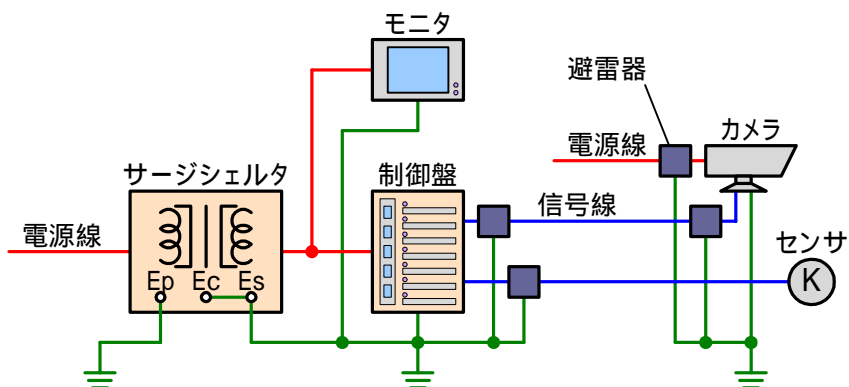 モニタ
避雷器
カメラ
電源線
サージシェルタ
制御盤
信号線
電源線
センサ
Ep Ec Es
K